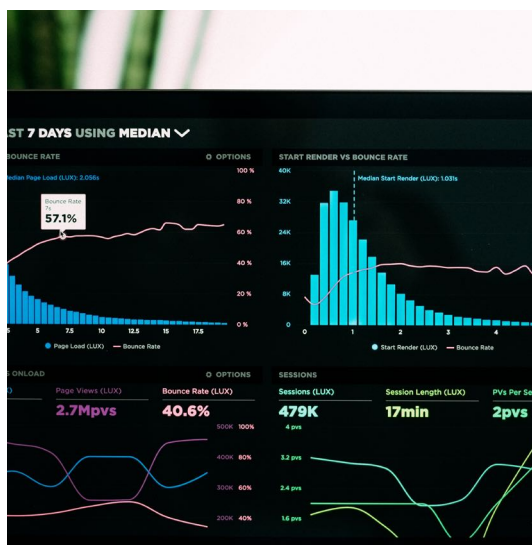 ST 7 DAYS USING MEDIAN
BOUNCE RATE
OPTIONS
START RENDER VS BOUNCE RATE
Median Page Load (LUX): 2.056s
100 %
Bounce Rate
7s
57.1%
80 %
60 %
40 %
20 %
0 %
5 5 7.5 10 12.5 15 17.5
Page Load (LUX) Bounce Rate
40K
Median Start Render (LUX): 1.031s
32K
24K
16K
8K
0
0 1 2 3 4
Start Render (LUX) Bounce Rate
S ONLOAD
OPTIONS
Page Views (LUX)
2.7Mpvs
Bounce Rate (LUX)
40.6%
500K 100%
400K 80%
300K 60%
200K 40%
SESSIONS
Sessions (LUX)
479K
Session Length (LUX)
17min
PVs Per Se
2pvs
4 pvs
3.2 pvs
2.4 pvs
1.6 pvs